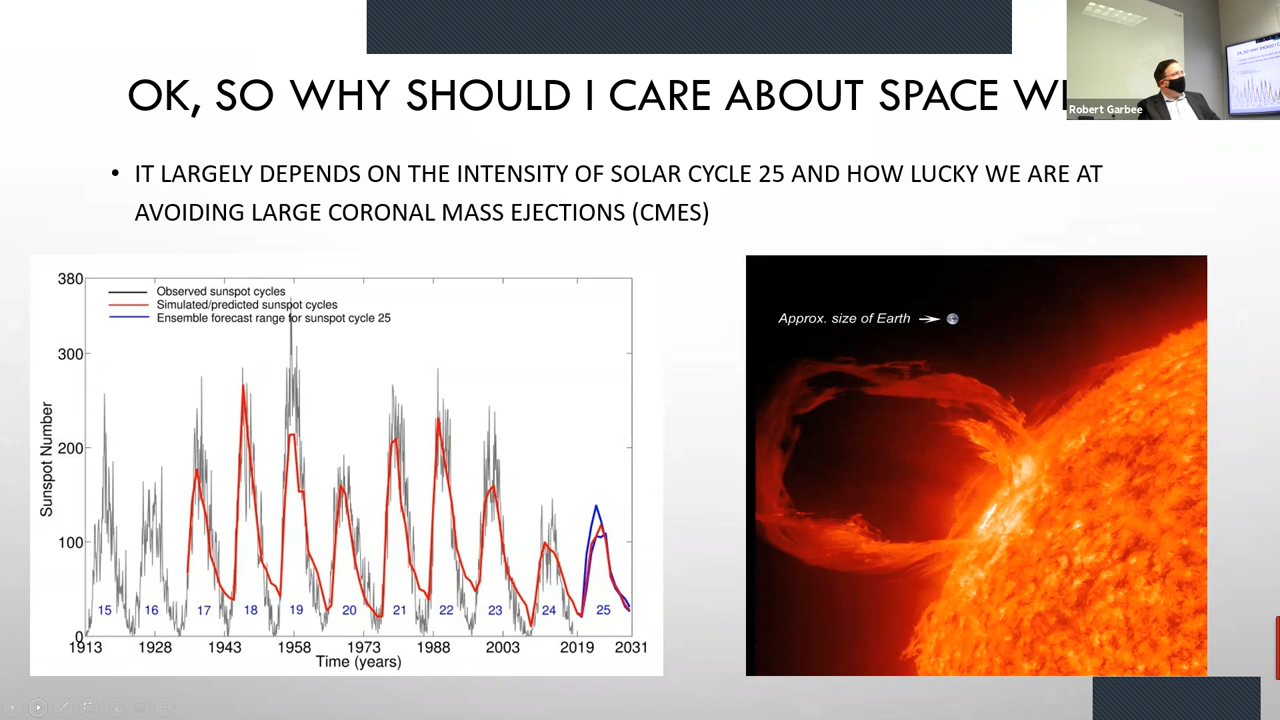 OK, SO WHY SHOULD I CARE ABOUT SPACE
Robert Garbee
• IT LARGELY DEPENDS ON THE INTENSITY OF SOLAR CYCLE 25 AND HOW LUCKY WE ARE AT
AVOIDING LARGE CORONAL MASS EJECTIONS (CMES)
380
300
200
100
0
Sunspot Number
Observed sunspot cycles
Simulated/predicted sunspot cycles
Ensemble forecast range for sunspot cycle 25
15 16 17 18 19 20 21 22 23 24 25
1913 1928 1943 1958 1973 1988 2003 2019 2031
Time (years)
Approx. size of Earth